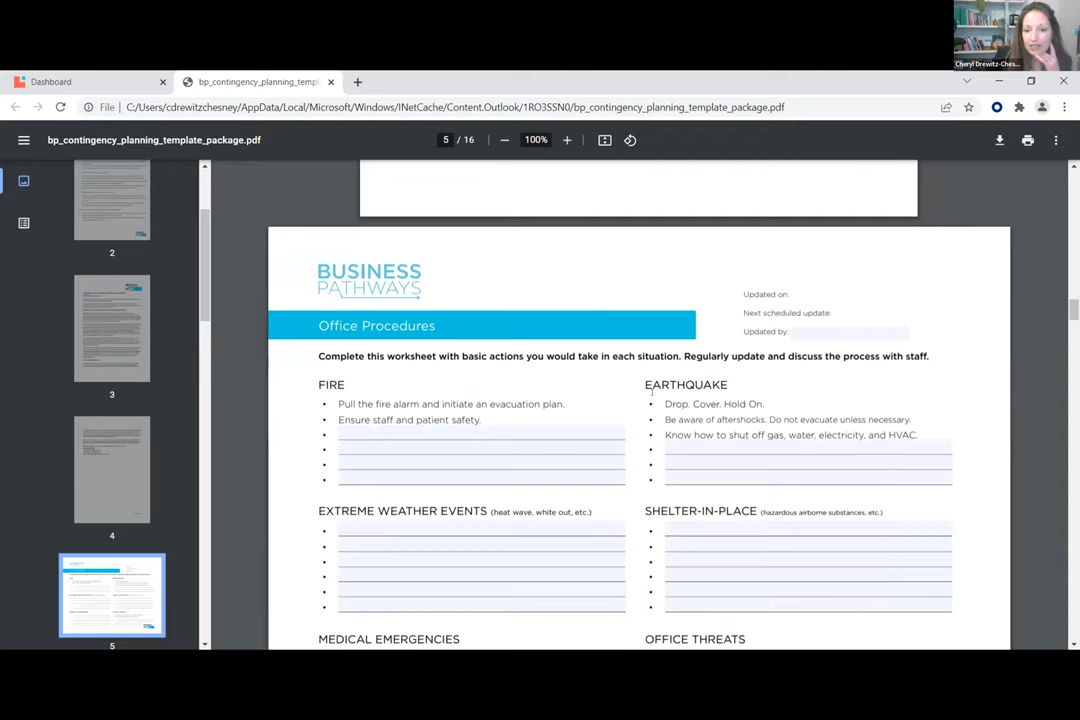 Cheryl Drewitz-Ches...
Dashboard
bp_contingency_planning_templ
File
C:/Users/cdrewitzchesney/AppData/Local/Microsoft/Windows/INetCache/Content.Outlook/1RO3SSN0/bp_contingency_planning_template_package.pdf
bp_contingency_planning_template_package.pdf
5 / 16
100%
2
3
4
5
BUSINESS
PATHWAYS
Updated on:
Next scheduled update:
Updated by:
Office Procedures
Complete this worksheet with basic actions you would take in each situation. Regularly update and discuss the process with staff.
FIRE
• Pull the fire alarm and initiate an evacuation plan.
• Ensure staff and patient safety.
•
•
•
•
EARTHQUAKE
• Drop. Cover. Hold On.
• Be aware of aftershocks. Do not evacuate unless necessary.
• Know how to shut off gas, water, electricity, and HVAC.
•
•
•
EXTREME WEATHER EVENTS (heat wave, white out, etc.)
•
•
•
•
•
•
SHELTER-IN-PLACE (hazardous airborne substances, etc.)
•
•
•
•
•
•
MEDICAL EMERGENCIES
OFFICE THREATS